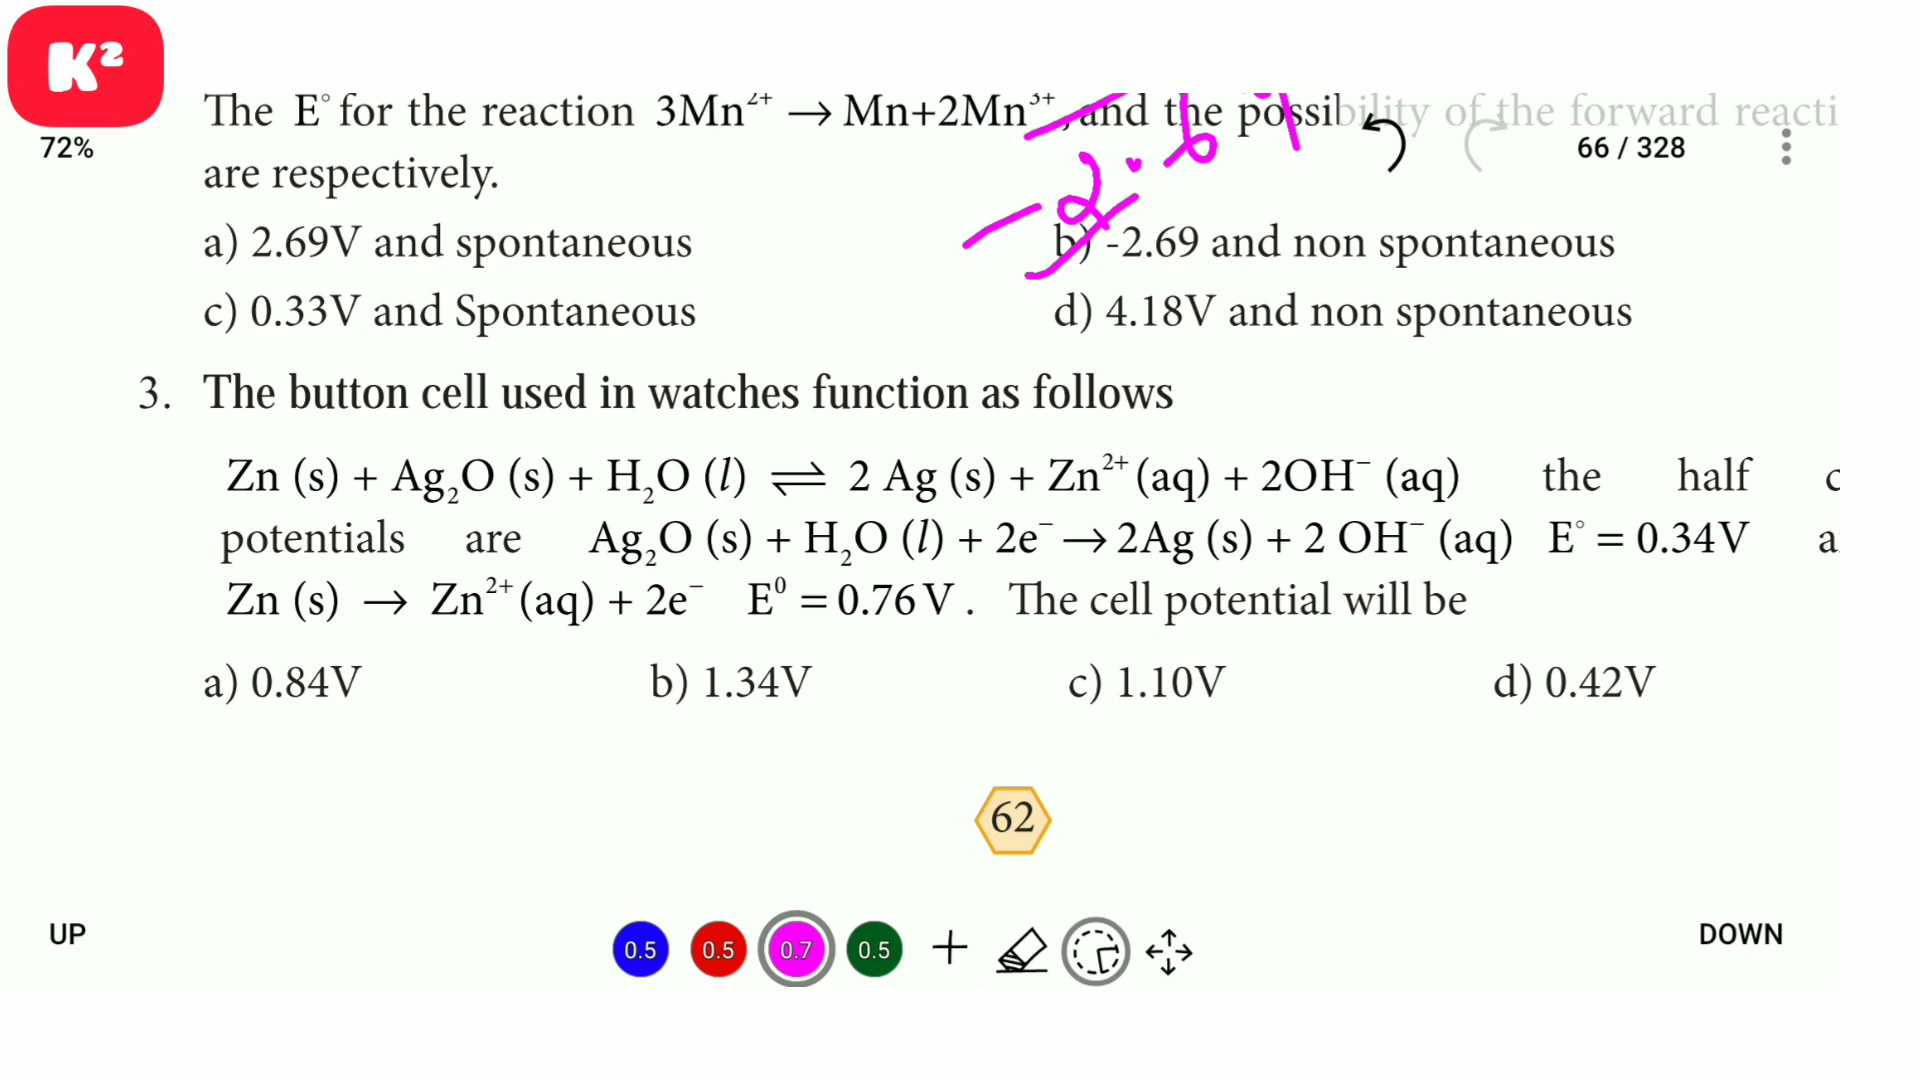 K²
72%
The E° for the reaction 3Mn²⁺ → Mn+2Mn³⁺, and the possibility of the forward reacti
66 / 328
-2.69
are respectively.
a) 2.69V and spontaneous
b) -2.69 and non spontaneous
c) 0.33V and Spontaneous
d) 4.18V and non spontaneous
3. The button cell used in watches function as follows
Zn (s) + Ag₂O (s) + H₂O (l) ⇌ 2 Ag (s) + Zn²⁺ (aq) + 2OH⁻ (aq) the half c
potentials are Ag₂O (s) + H₂O (l) + 2e⁻ → 2Ag (s) + 2 OH⁻ (aq) E° = 0.34V a
Zn (s) → Zn²⁺ (aq) + 2e⁻ E⁰ = 0.76 V . The cell potential will be
a) 0.84V b) 1.34V c) 1.10V d) 0.42V
62
UP
0.5 0.5 0.7 0.5
DOWN